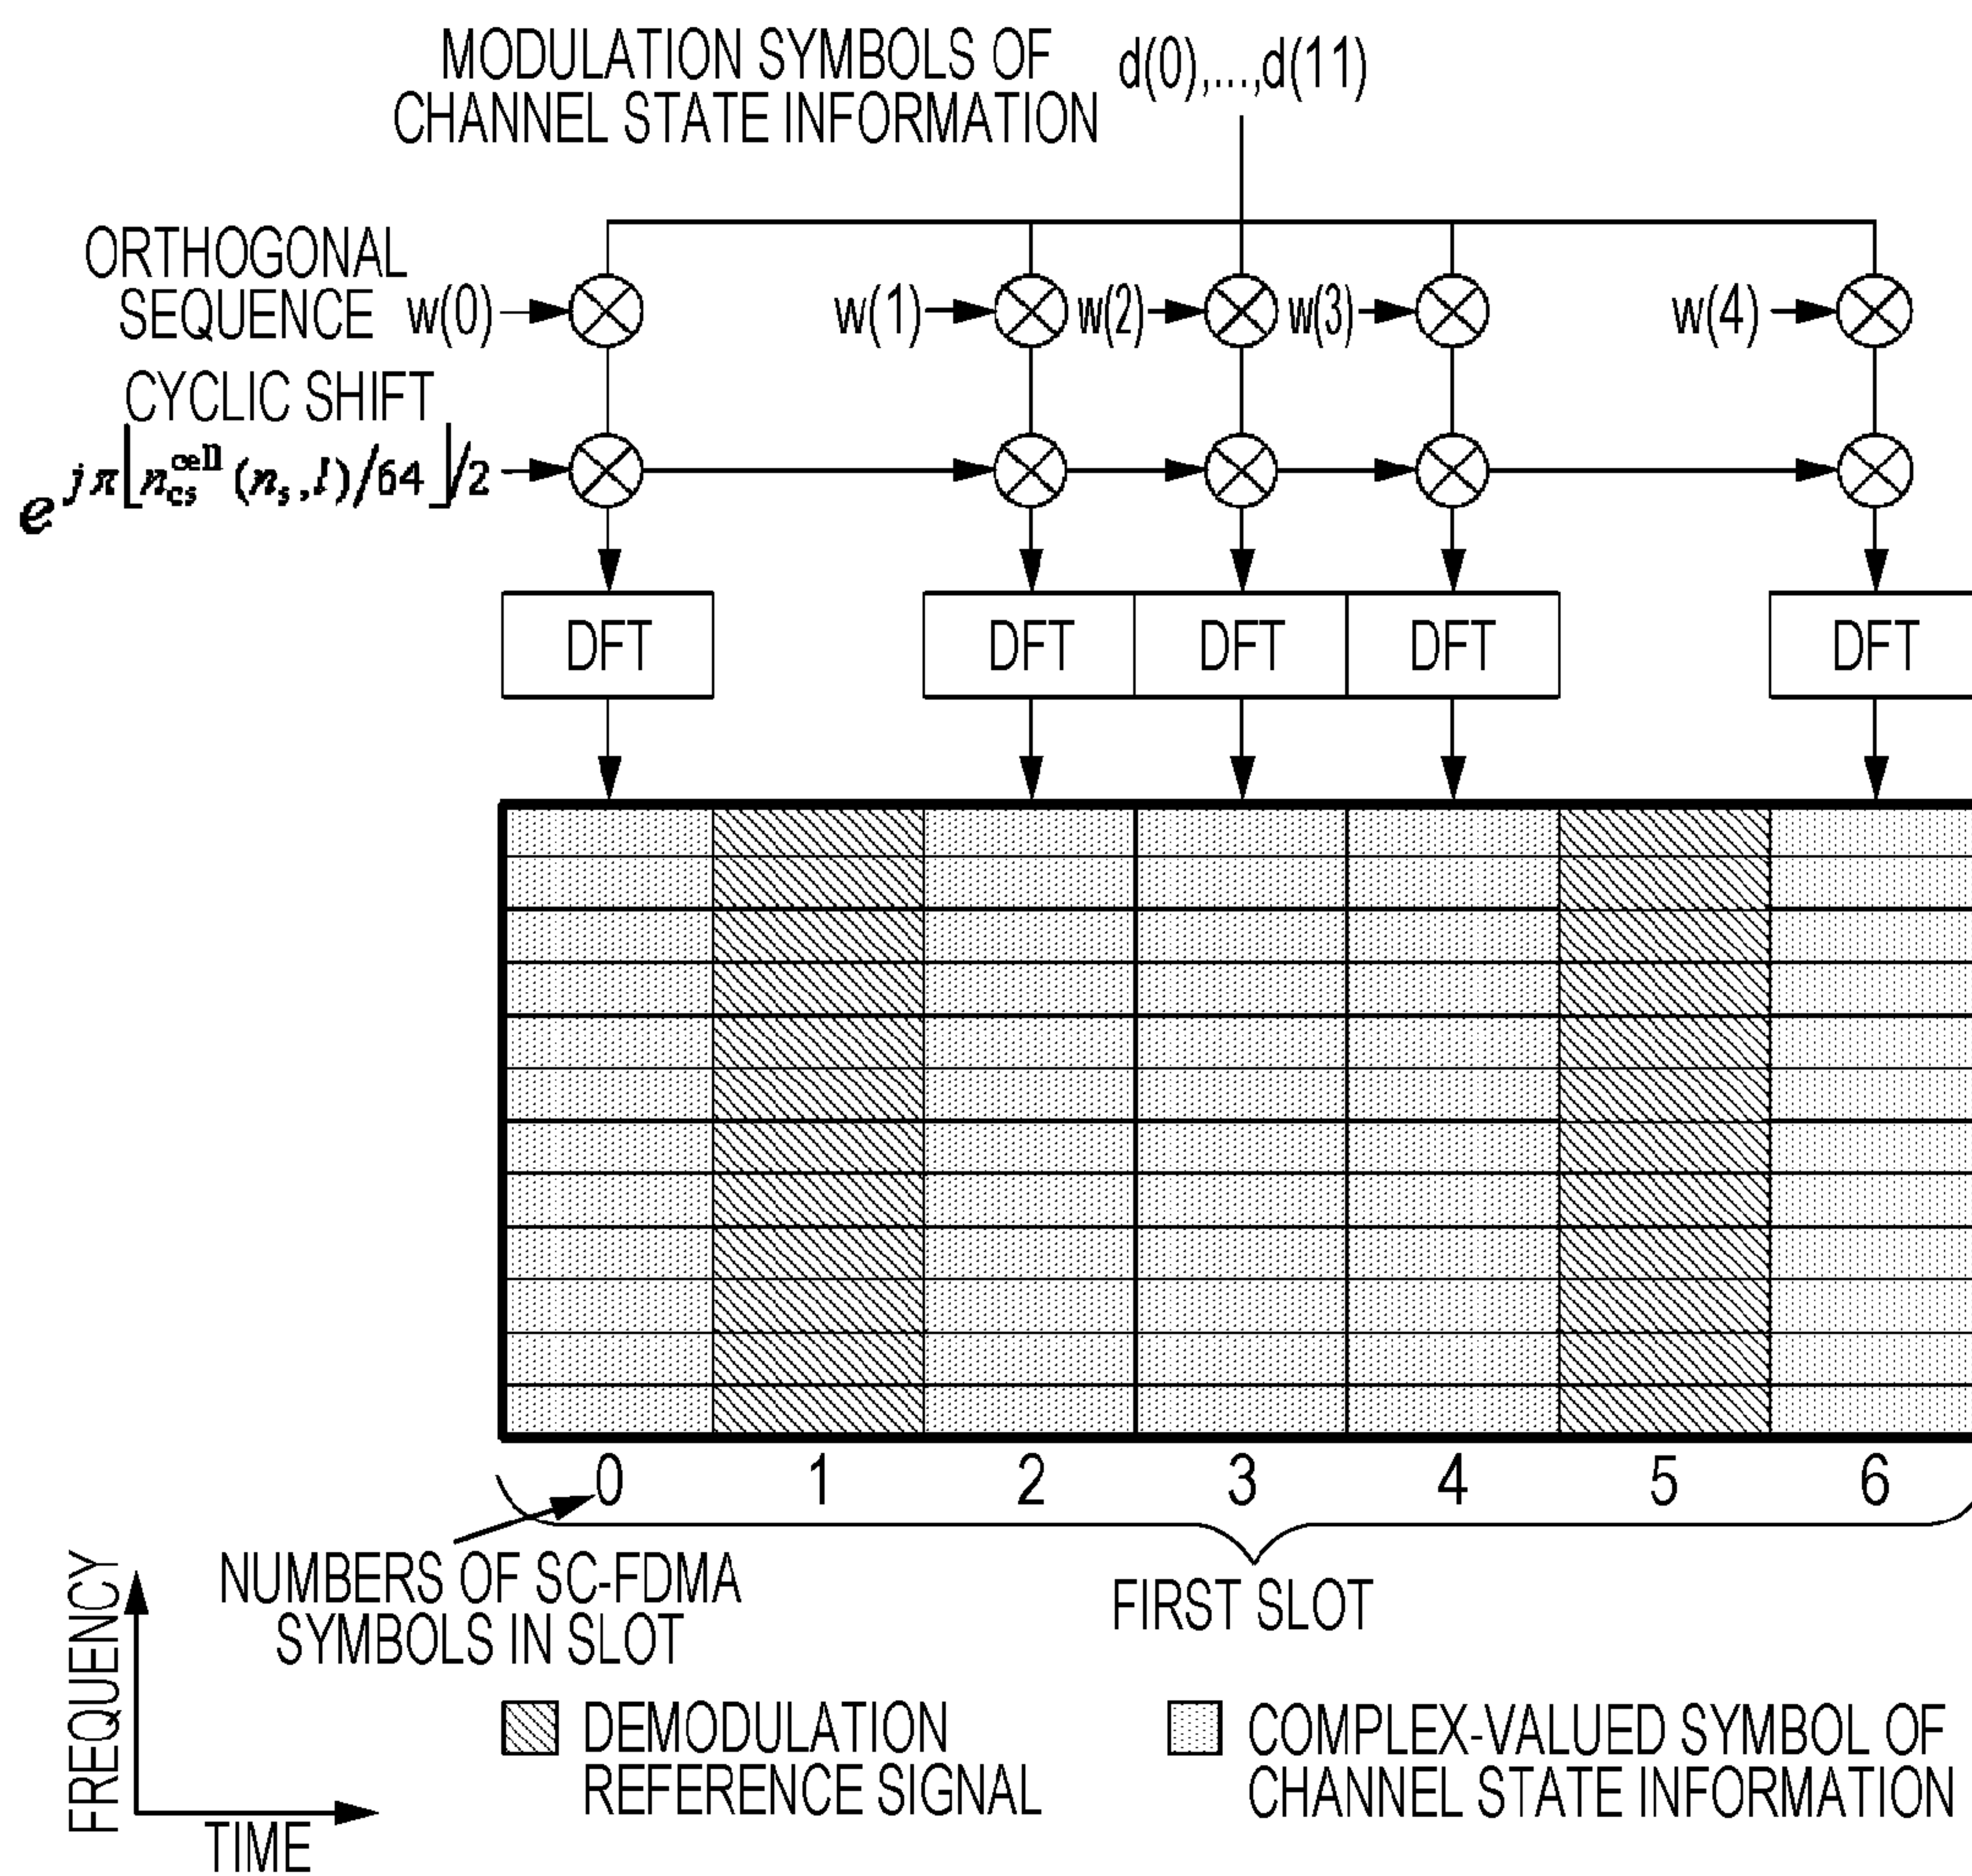 MODULATION SYMBOLS OF
CHANNEL STATE INFORMATION
d(0),...,d(11)
ORTHOGONAL
SEQUENCE
w(0)
w(1)
w(2)
w(3)
w(4)
CYCLIC SHIFT
e^{jπ⌊n_{cs}^{cell}(n_s,l)/64⌋/2}
DFT
DFT
DFT
DFT
DFT
0 1 2 3 4 5 6
NUMBERS OF SC-FDMA
SYMBOLS IN SLOT
FIRST SLOT
FREQUENCY
TIME
DEMODULATION
REFERENCE SIGNAL
COMPLEX-VALUED SYMBOL OF
CHANNEL STATE INFORMATION